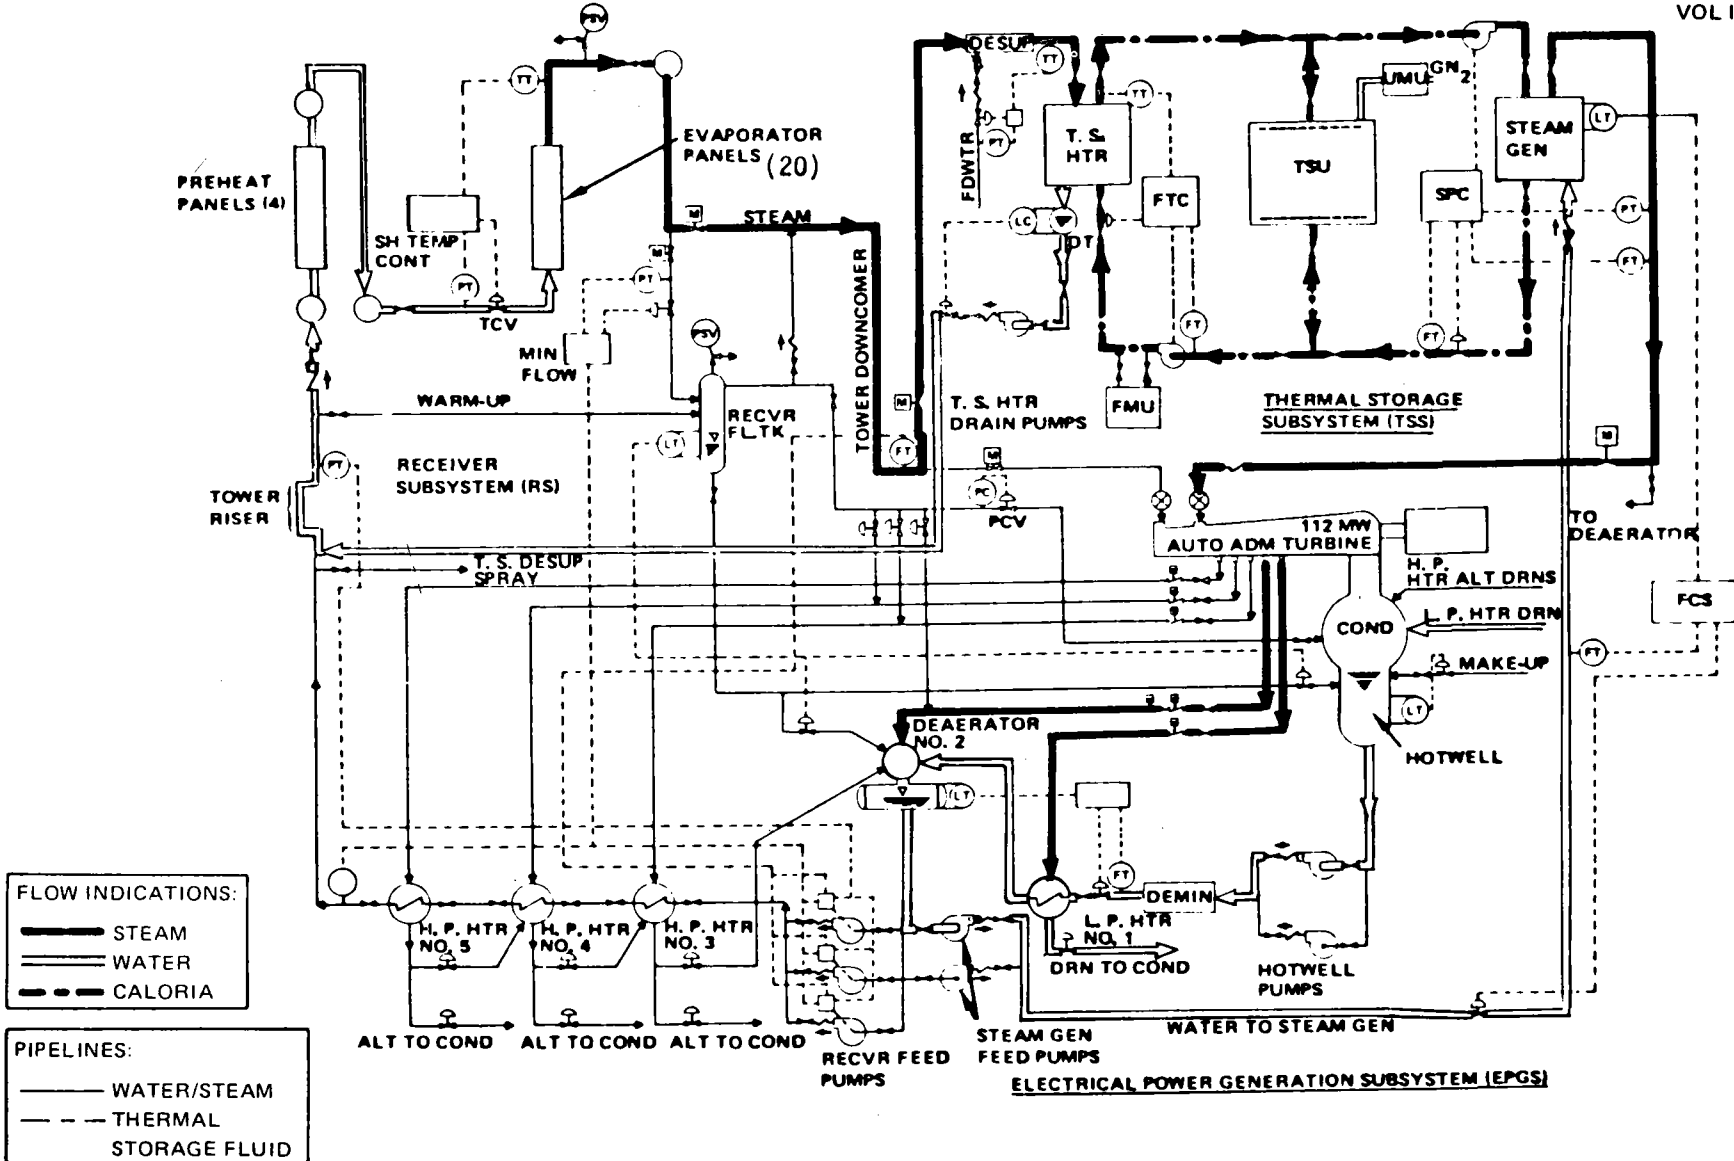 VOL I
PSV
TT
EVAPORATOR
PANELS (20)
PREHEAT
PANELS (4)
SH TEMP
CONT
PT
TCV
M
STEAM
M
PT
MIN
FLOW
PSV
WARM-UP
RECVR
FL.TK
LT
TOWER DOWNCOMER
PT
RECEIVER
SUBSYSTEM (RS)
TOWER
RISER
T. S. DESUP
SPRAY
DESUP
TT
PT
FDWTR
T. S.
HTR
TT
FTC
LC
DT
FT
FMU
TSU
UMU
GN2
STEAM
GEN
LT
SPC
PT
FT
FT
THERMAL STORAGE
SUBSYSTEM (TSS)
T. S. HTR
DRAIN PUMPS
M
FT
M
PC
PCV
M
TO
DEAERATOR
112 MW
AUTO ADM TURBINE
H. P.
HTR ALT DRNS
L. P. HTR DRN
COND
MAKE-UP
LT
HOTWELL
FCS
FT
DEAERATOR
NO. 2
LT
FT
DEMIN
L. P. HTR
NO. 1
DRN TO COND
HOTWELL
PUMPS
H. P. HTR
NO. 5
H. P. HTR
NO. 4
H. P. HTR
NO. 3
ALT TO COND
ALT TO COND
ALT TO COND
RECVR FEED
PUMPS
STEAM GEN
FEED PUMPS
WATER TO STEAM GEN
ELECTRICAL POWER GENERATION SUBSYSTEM (EPGS)
FLOW INDICATIONS:
STEAM
WATER
CALORIA
PIPELINES:
WATER/STEAM
THERMAL
STORAGE FLUID